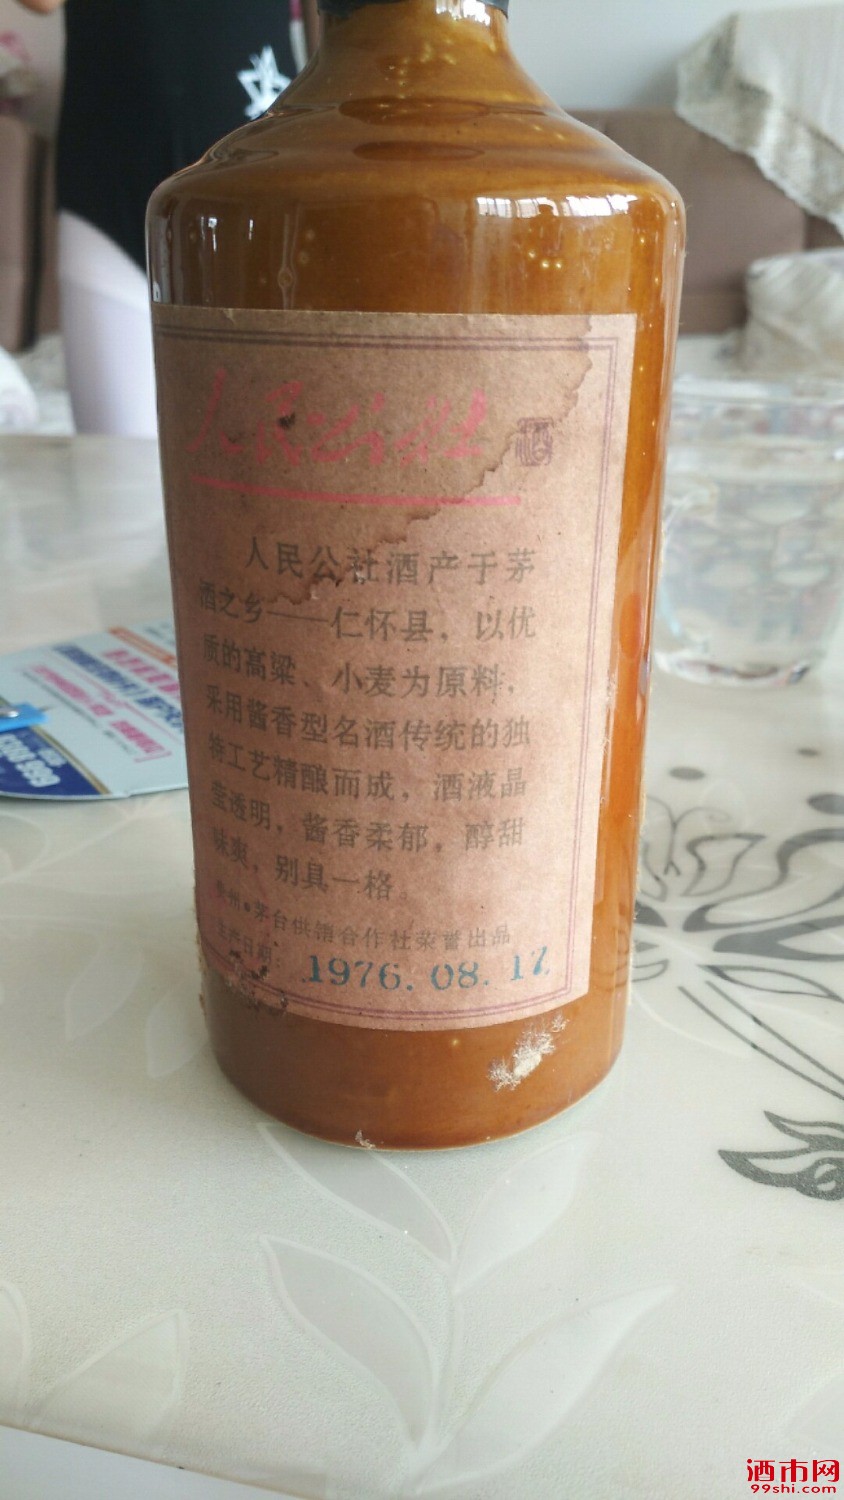 人民公社
酒
人民公社酒产于茅
酒之乡——仁怀县，以优
质的高粱、小麦为原料，
采用酱香型名酒传统的独
特工艺精酿而成，酒液晶
莹透明，酱香柔郁，醇甜
味爽，别具一格。
贵州·茅台供销合作社荣誉出品
生产日期：1976.08.17
酒市网
99shi.com